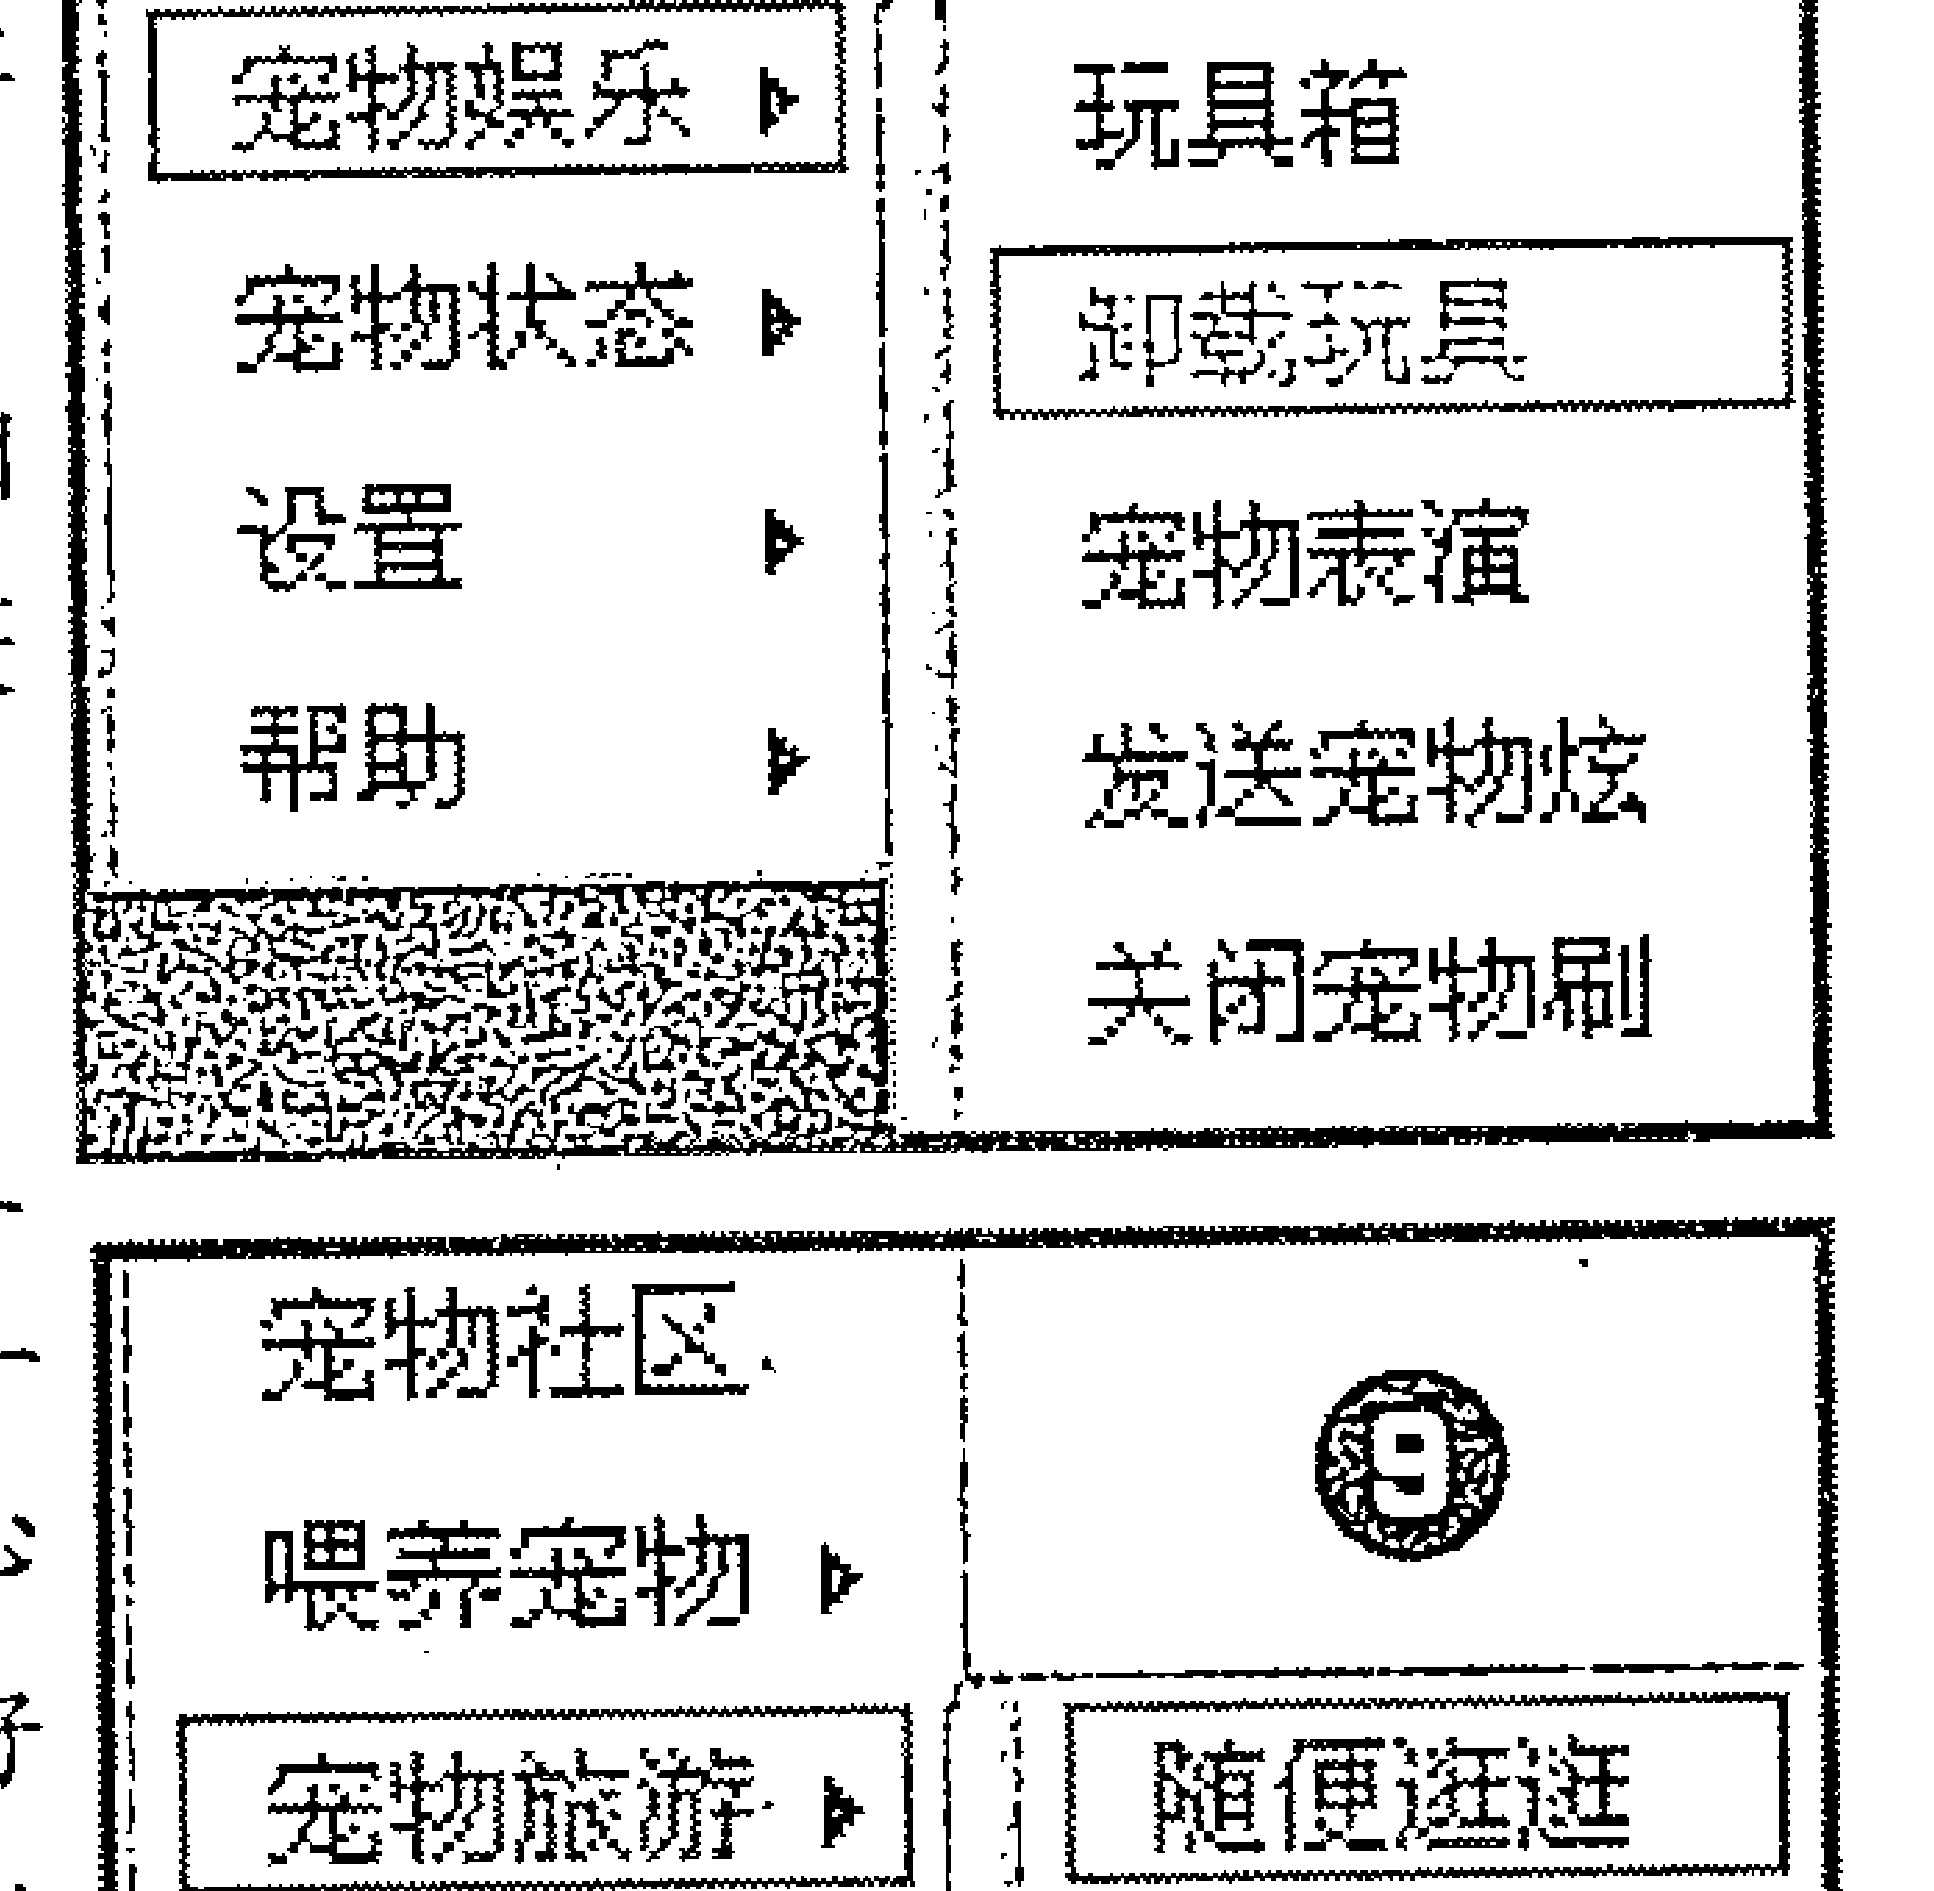 宠物娱乐
玩具箱
宠物状态
卸载玩具
设置
宠物表演
帮助
发送宠物炫
关闭宠物刷
宠物社区
9
喂养宠物
宠物旅游
随便逛逛